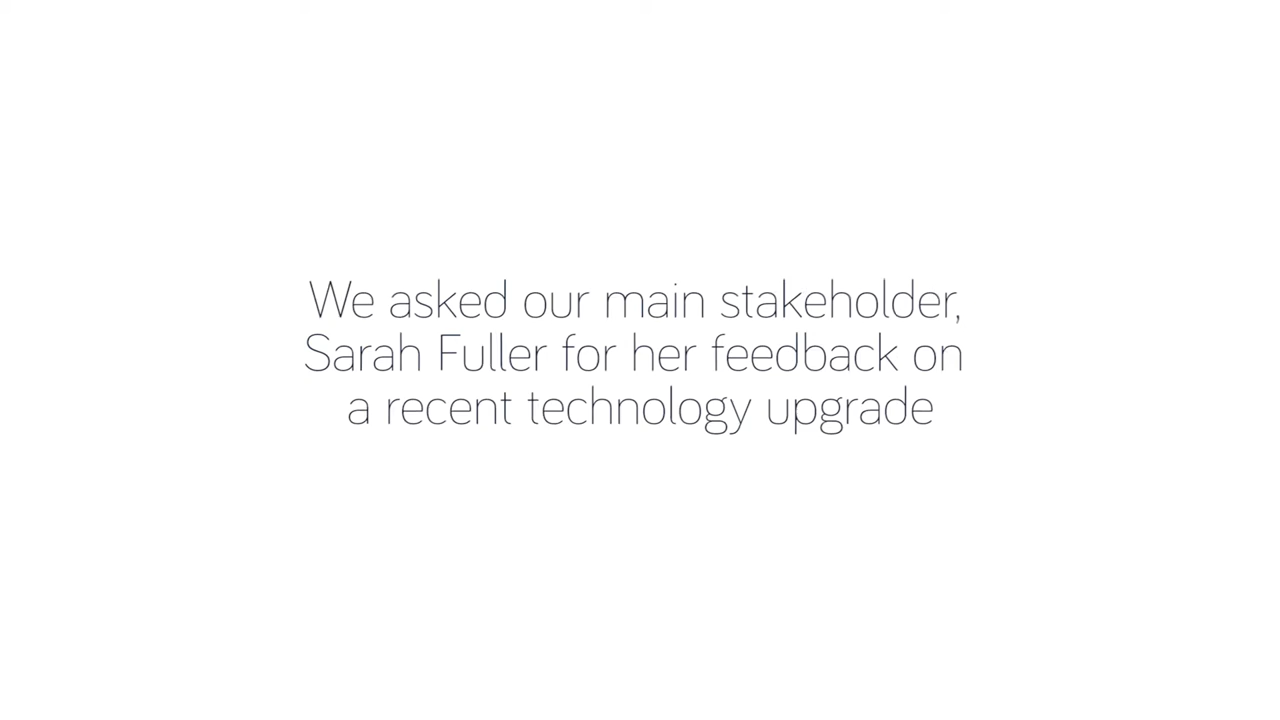 We asked our main stakeholder,
Sarah Fuller for her feedback on
a recent technology upgrade